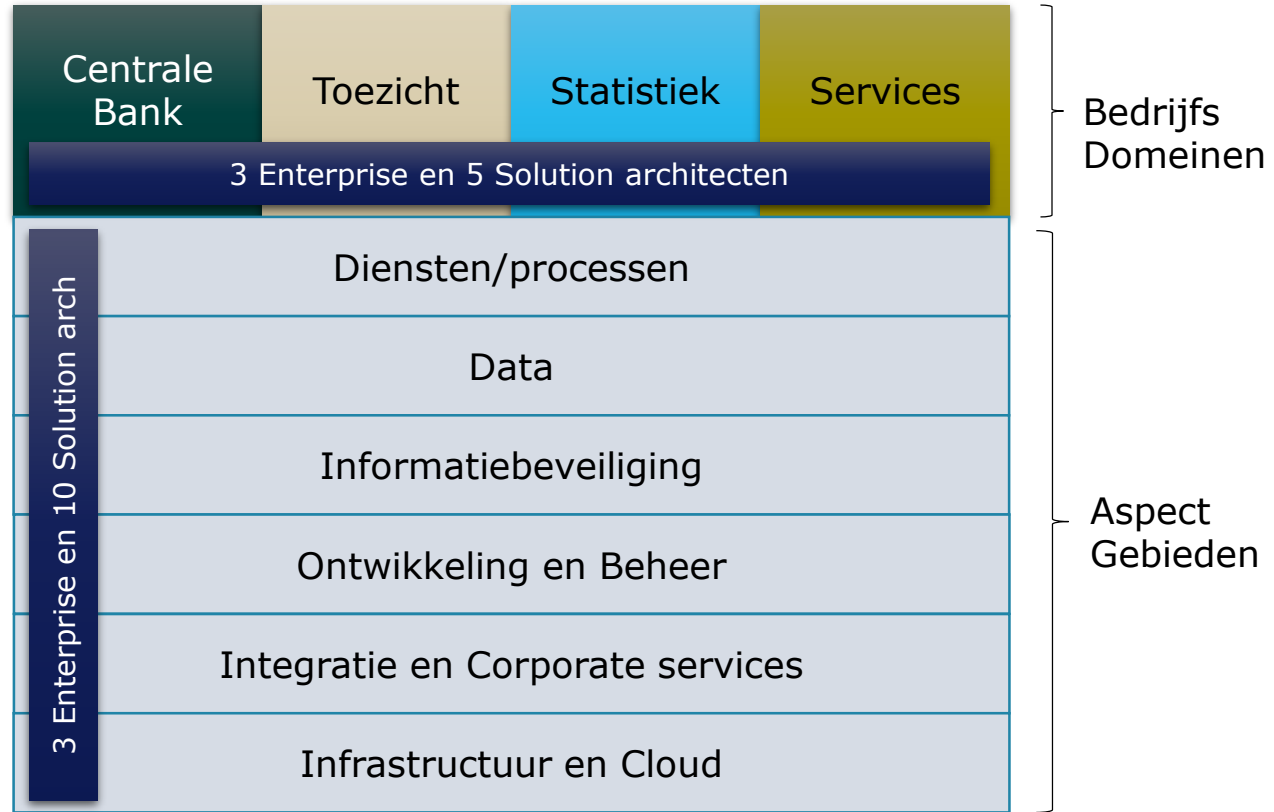 Centrale
Bank
Toezicht
Statistiek
Services
3 Enterprise en 5 Solution architecten
Bedrijfs
Domeinen
3 Enterprise en 10 Solution arch
Diensten/processen
Data
Informatiebeveiliging
Ontwikkeling en Beheer
Integratie en Corporate services
Infrastructuur en Cloud
Aspect
Gebieden